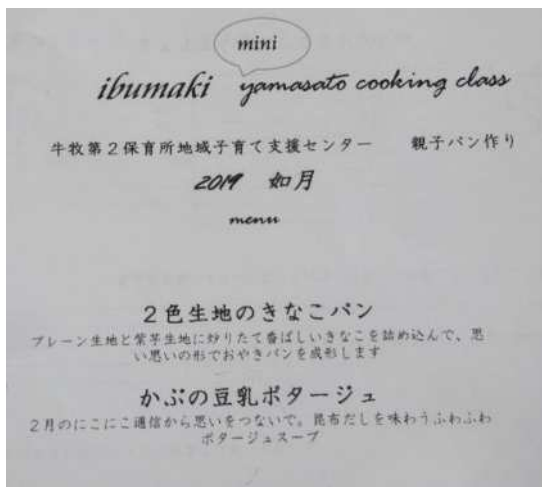 mini
ibumaki yamasato cooking class
牛牧第2保育所地域子育て支援センター 親子パン作り
2019 如月
menu
2色生地のきなこパン
プレーン生地と紫芋生地に炒りたて香ばしいきなこを詰め込んで、思
い思いの形でおやきパンを成形します
かぶの豆乳ポタージュ
2月のにこにこ通信から思いをつないで。昆布だしを味わうふわふわ
ポタージュスープ